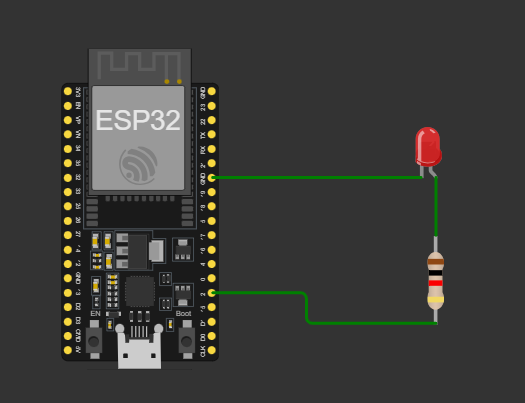 ESP32
3V3
EN
VP
VN
34
35
32
33
25
26
27
14
12
GND
13
D2
D3
CMD
5V
GND
23
22
TX
RX
21
GND
19
18
5
17
16
4
0
2
15
D1
D0
CLK
EN
Boot